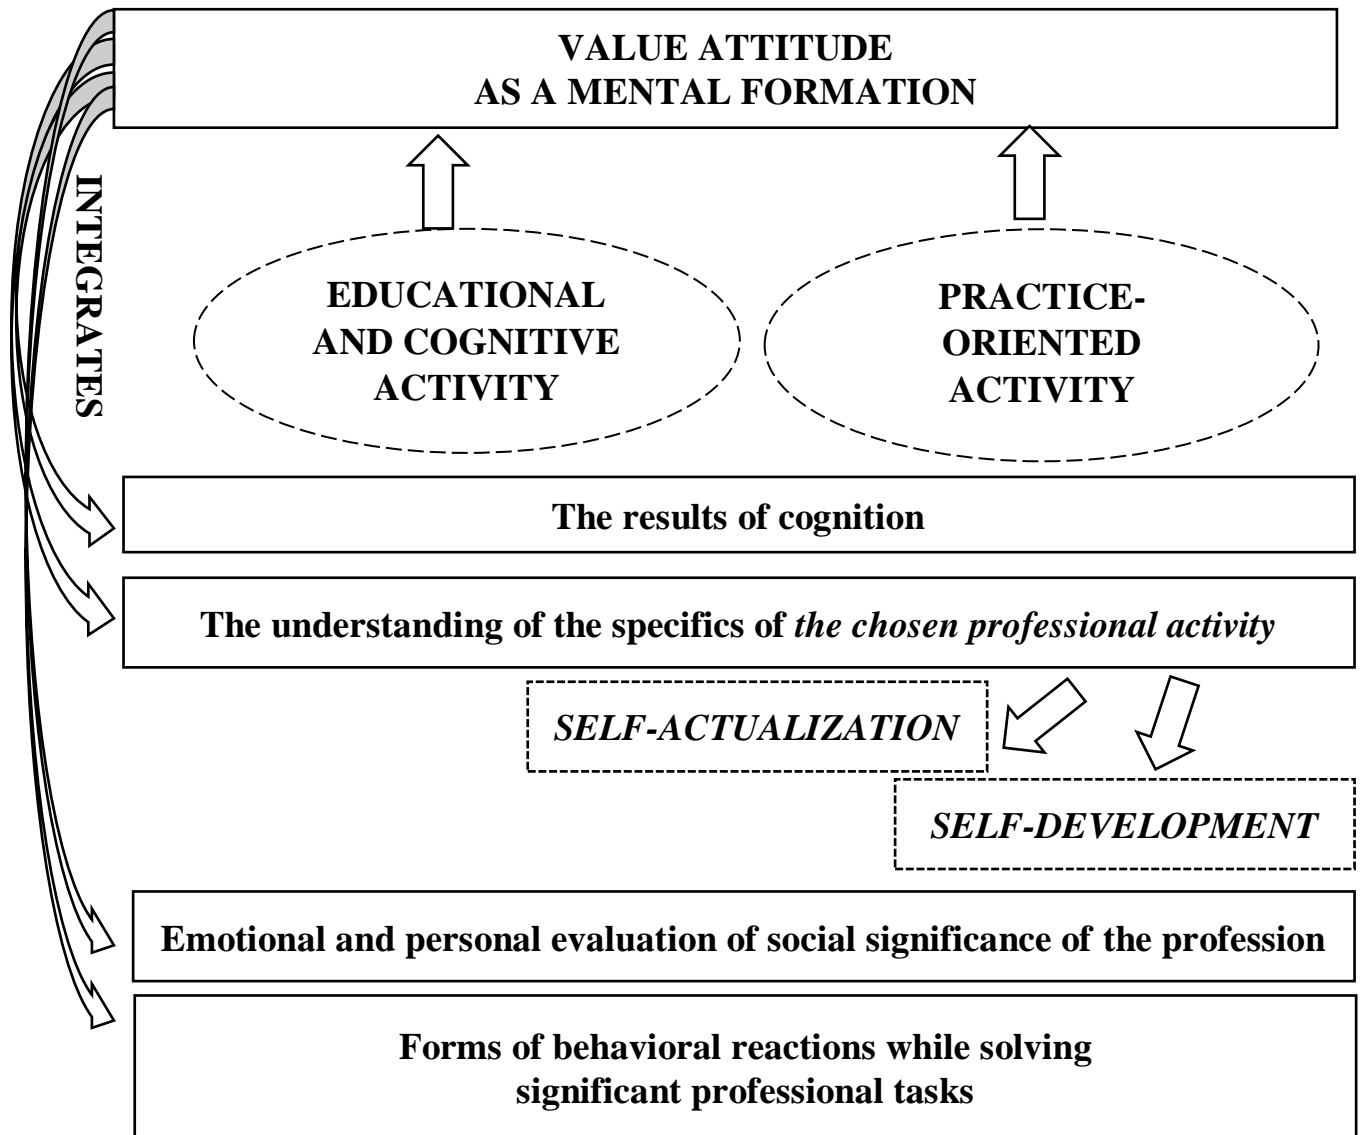 VALUE ATTITUDE
AS A MENTAL FORMATION
INTEGRATES
EDUCATIONAL
AND COGNITIVE
ACTIVITY
PRACTICE-
ORIENTED
ACTIVITY
The results of cognition
The understanding of the specifics of the chosen professional activity
SELF-ACTUALIZATION
SELF-DEVELOPMENT
Emotional and personal evaluation of social significance of the profession
Forms of behavioral reactions while solving
significant professional tasks